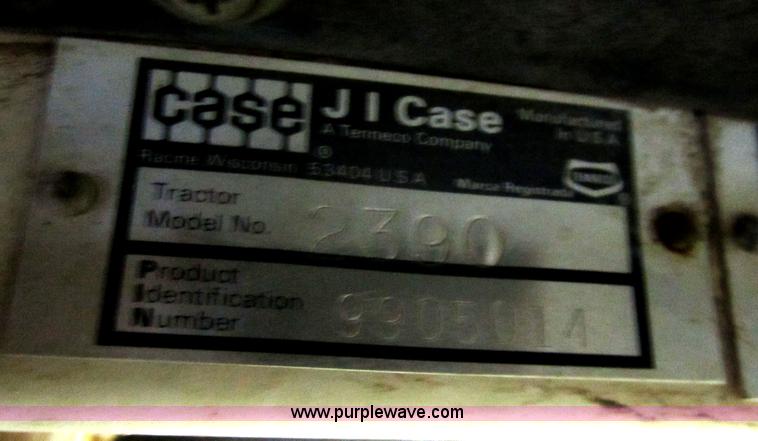 case
J I Case
A Tenneco Company
Manufactured
In U.S.A.
®
Racine Wisconsin 53404 U.S.A.
Marca Registrada
®
Tractor
Model No. 2390
Product
Identification
Number 9905014
www.purplewave.com